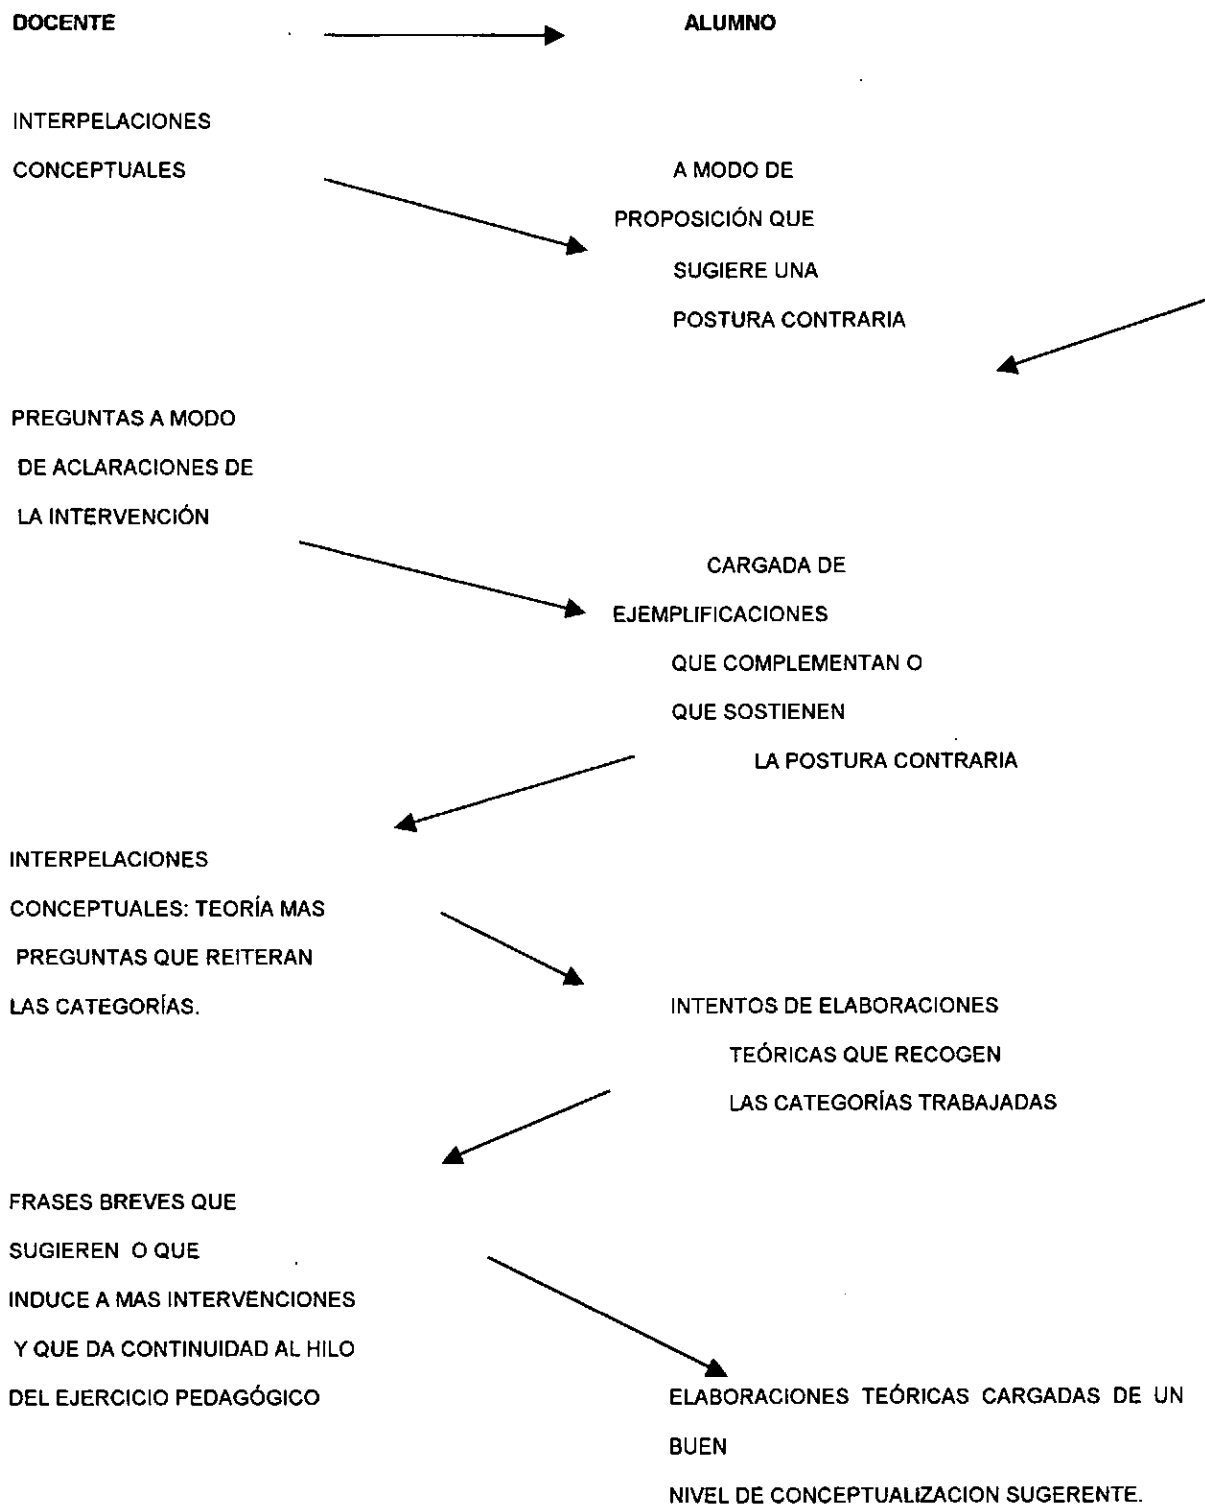 DOCENTE
ALUMNO
INTERPELACIONES
CONCEPTUALES
A MODO DE
PROPOSICIÓN QUE
SUGIERE UNA
POSTURA CONTRARIA
PREGUNTAS A MODO
DE ACLARACIONES DE
LA INTERVENCIÓN
CARGADA DE
EJEMPLIFICACIONES
QUE COMPLEMENTAN O
QUE SOSTIENEN
LA POSTURA CONTRARIA
INTERPELACIONES
CONCEPTUALES: TEORÍA MAS
PREGUNTAS QUE REITERAN
LAS CATEGORÍAS.
INTENTOS DE ELABORACIONES
TEÓRICAS QUE RECOGEN
LAS CATEGORÍAS TRABAJADAS
FRASES BREVES QUE
SUGIEREN O QUE
INDUCE A MAS INTERVENCIONES
Y QUE DA CONTINUIDAD AL HILO
DEL EJERCICIO PEDAGÓGICO
ELABORACIONES TEÓRICAS CARGADAS DE UN
BUEN
NIVEL DE CONCEPTUALIZACION SUGERENTE.